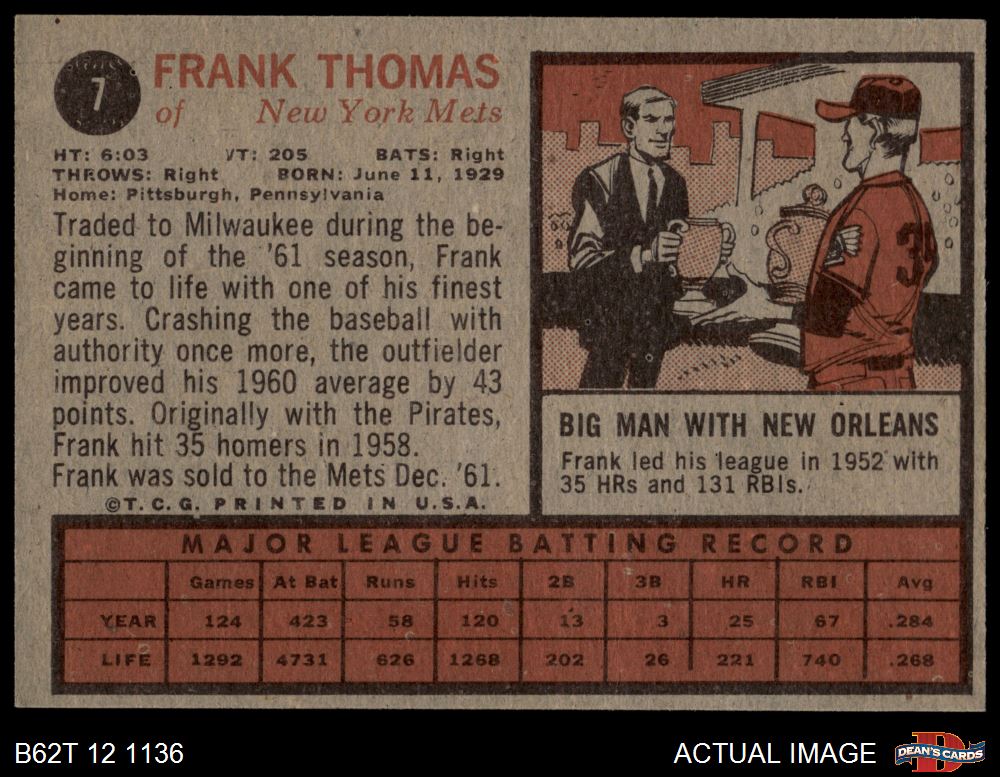 7
FRANK THOMAS
of New York Mets
HT: 6:03 WT: 205 BATS: Right
THROWS: Right BORN: June 11, 1929
Home: Pittsburgh, Pennsylvania
Traded to Milwaukee during the be-
ginning of the '61 season, Frank
came to life with one of his finest
years. Crashing the baseball with
authority once more, the outfielder
improved his 1960 average by 43
points. Originally with the Pirates,
Frank hit 35 homers in 1958.
Frank was sold to the Mets Dec. '61.
©T. C. G. PRINTED IN U.S.A.
BIG MAN WITH NEW ORLEANS
Frank led his league in 1952 with
35 HRs and 131 RBIs.
MAJOR LEAGUE BATTING RECORD
Games At Bat Runs Hits 2B 3B HR RBI Avg
YEAR 124 423 58 120 13 3 25 67 .284
LIFE 1292 4731 626 1268 202 26 221 740 .268
B62T 12 1136
ACTUAL IMAGE
DEAN'S CARDS